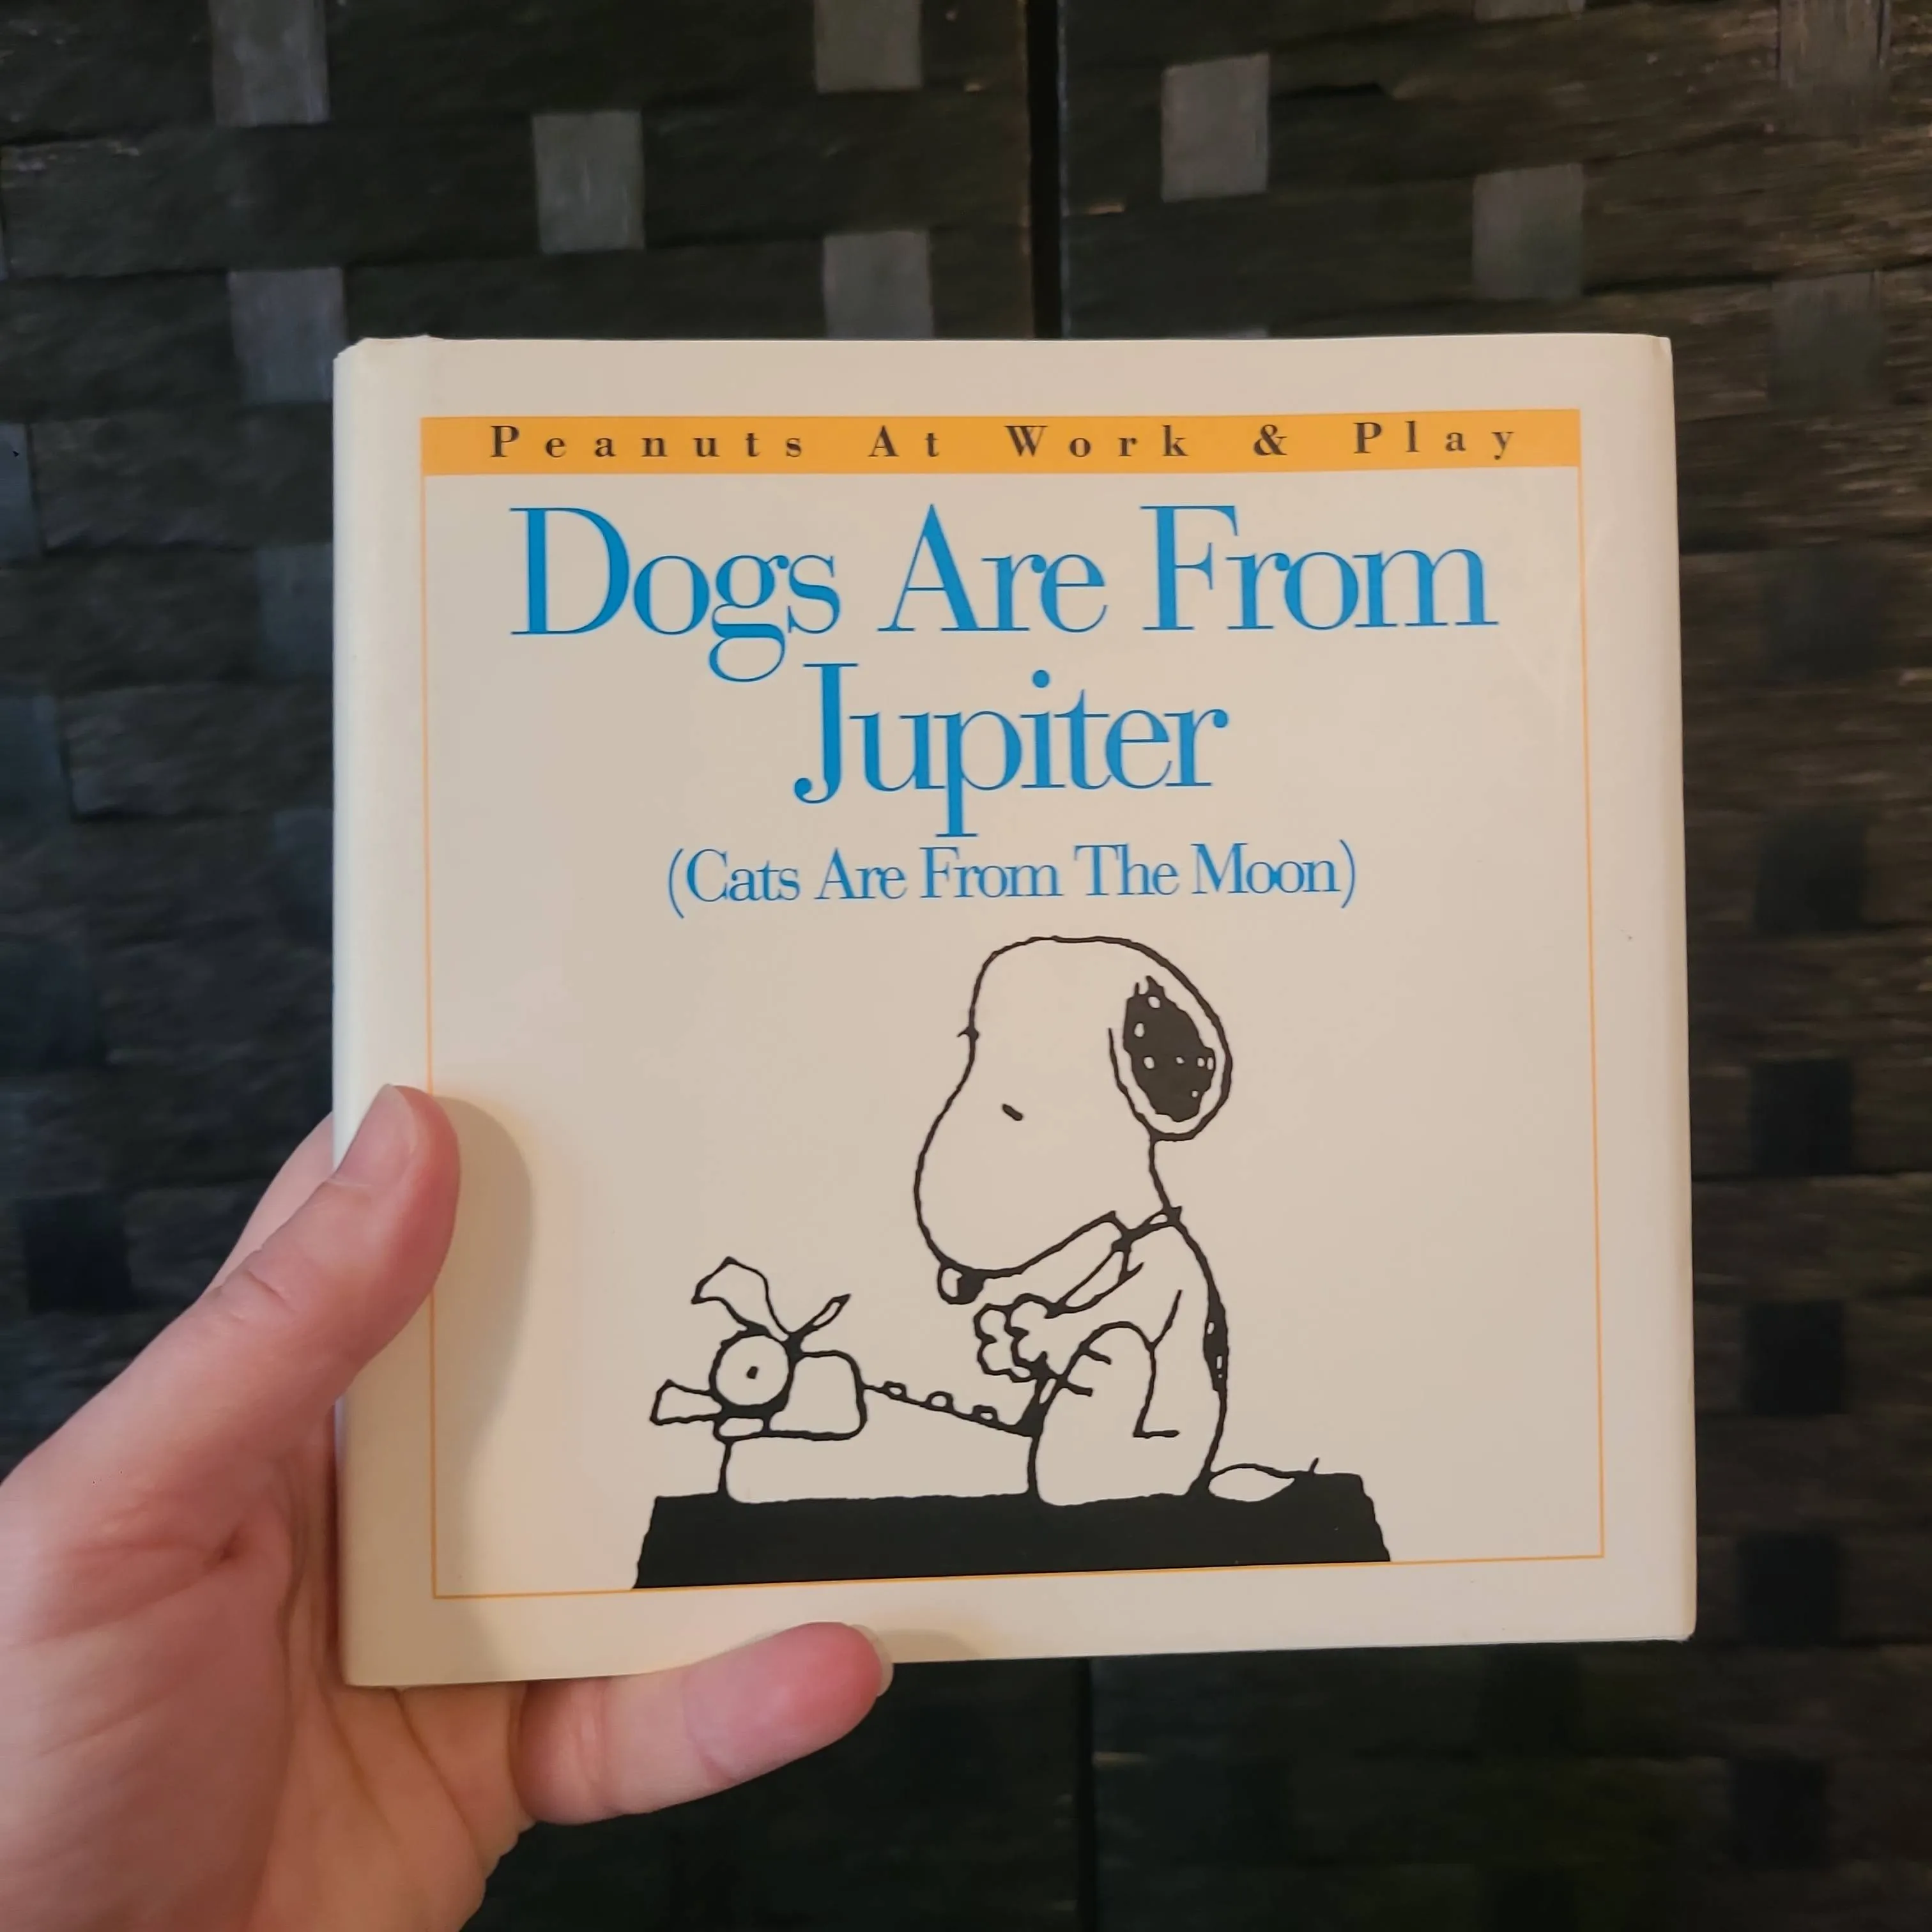 Peanuts At Work & Play
Dogs Are From
Jupiter
(Cats Are From The Moon)